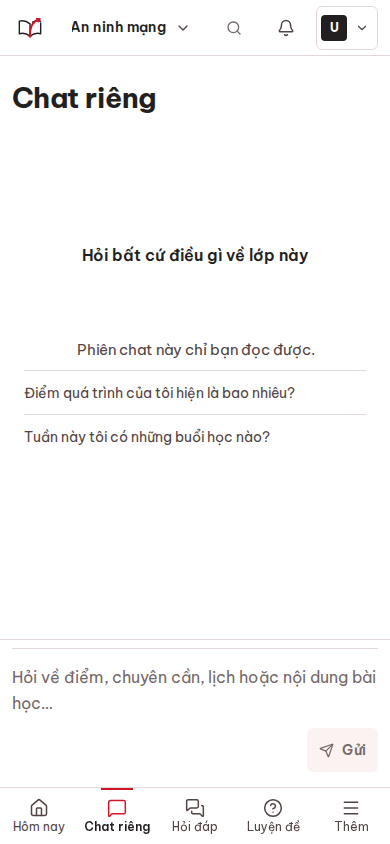 An ninh mạng
U
Chat riêng
Hỏi bất cứ điều gì về lớp này
Phiên chat này chỉ bạn đọc được.
Điểm quá trình của tôi hiện là bao nhiêu?
Tuần này tôi có những buổi học nào?
Hỏi về điểm, chuyên cần, lịch hoặc nội dung bài
học...
Gửi
Hôm nay
Chat riêng
Hỏi đáp
Luyện đề
Thêm